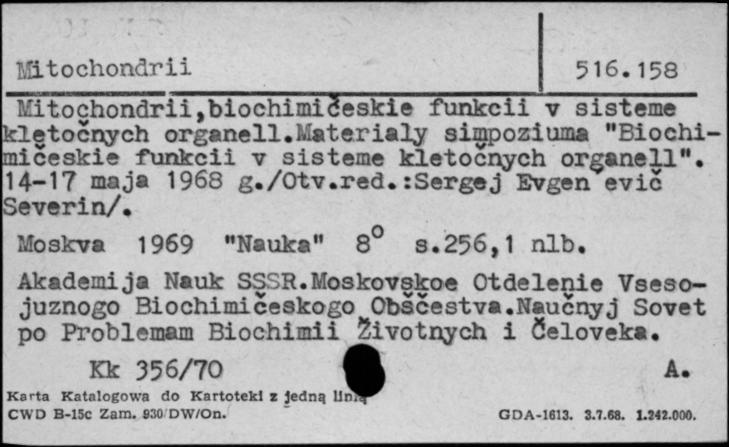 Mitochondrii 516.158
Mitochondrii,biochimičeskie funkcii v sisteme
kletočnych organell.Materialy simpoziuma "Biochi-
mičeskie funkcii v sisteme kletočnych organell".
14-17 maja 1968 g./Otv.red.:Sergej Evgen´evič
Severin/.
Moskva 1969 "Nauka" 8° s.256,1 nlb.
Akademija Nauk SSSR.Moskovskoe Otdelenie Vseso-
juznogo Biochimičeskogo Obščestva.Naučnyj Sovet
po Problemam Biochimii Životnych i Čeloveka.
Kk 356/70 A.
Karta Katalogowa do Kartoteki z jedną linią
CWD B-15c Zam. 930/DW/On. GDA-1613. 3.7.68. 1.242.000.